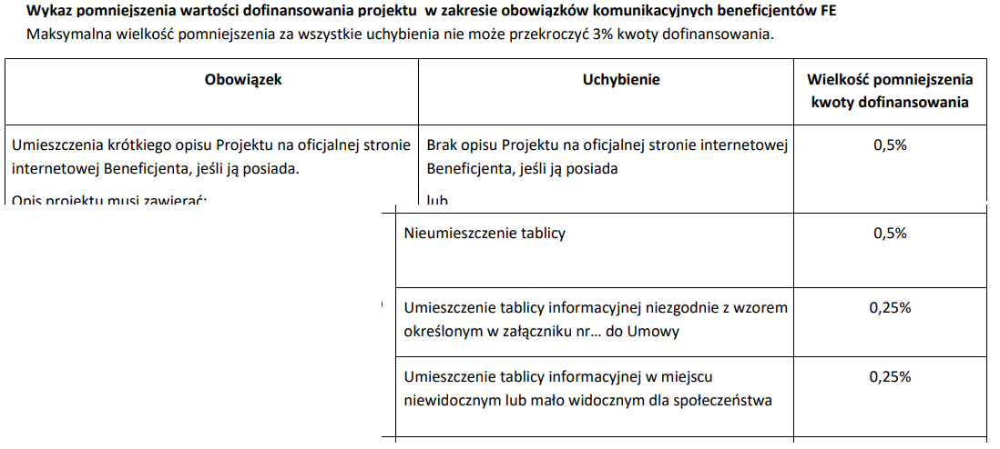 Wykaz pomniejszenia wartości dofinansowania projektu w zakresie obowiązków komunikacyjnych beneficjentów FE
Maksymalna wielkość pomniejszenia za wszystkie uchybienia nie może przekroczyć 3% kwoty dofinansowania.
Obowiązek
Uchybienie
Wielkość pomniejszenia
kwoty dofinansowania
Umieszczenia krótkiego opisu Projektu na oficjalnej stronie
internetowej Beneficjenta, jeśli ją posiada.
Opis projektu musi zawierać:
Brak opisu Projektu na oficjalnej stronie internetowej
Beneficjenta, jeśli ją posiada
lub
0,5%
Nieumieszczenie tablicy
0,5%
Umieszczenie tablicy informacyjnej niezgodnie z wzorem
określonym w załączniku nr… do Umowy
0,25%
Umieszczenie tablicy informacyjnej w miejscu
niewidocznym lub mało widocznym dla społeczeństwa
0,25%